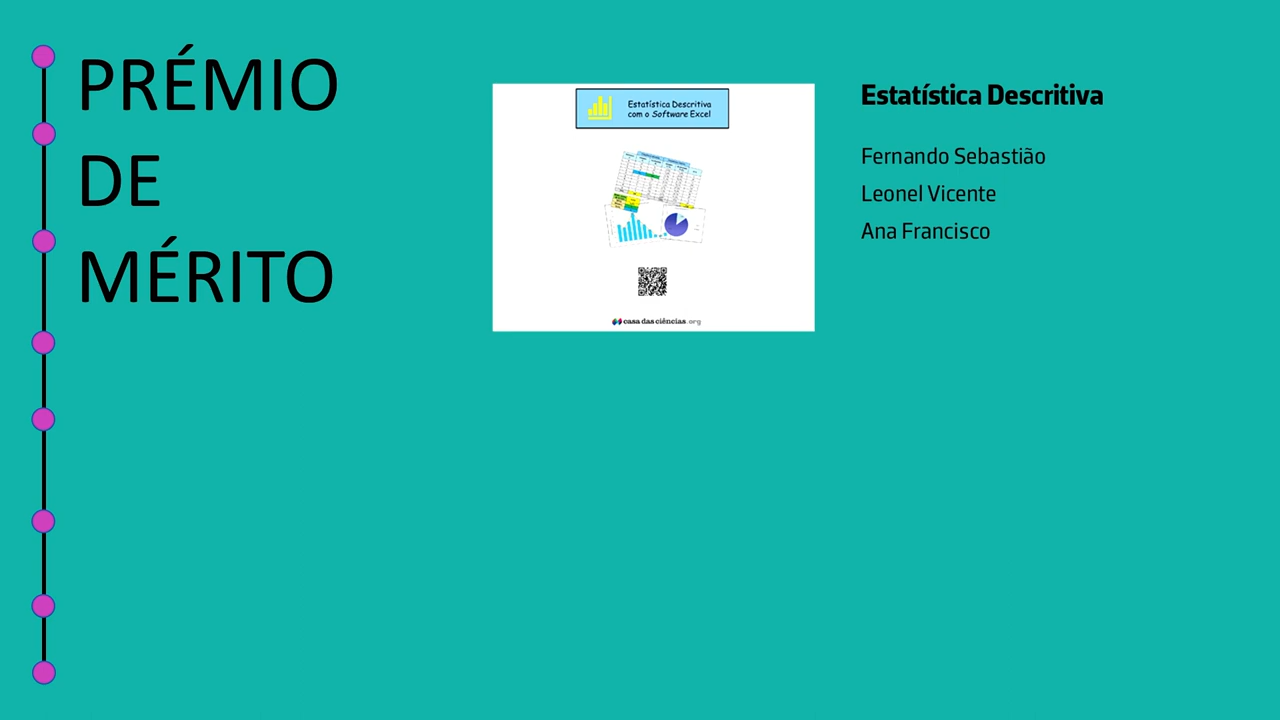 PRÉMIO
DE
MÉRITO
Estatística Descritiva
com o Software Excel
casa das ciências.org
Estatística Descritiva
Fernando Sebastião
Leonel Vicente
Ana Francisco